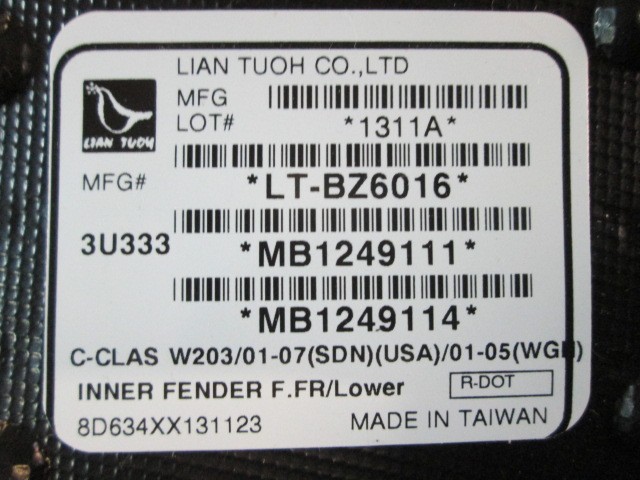 LIAN TUOH CO.,LTD
MFG
LOT#
*1311A*
LIAN TUOH
MFG#
*LT-BZ6016*
3U333
*MB1249111*
*MB1249114*
C-CLAS W203/01-07(SDN)(USA)/01-05(WGN)
INNER FENDER F.FR/Lower
R-DOT
8D634XX131123
MADE IN TAIWAN